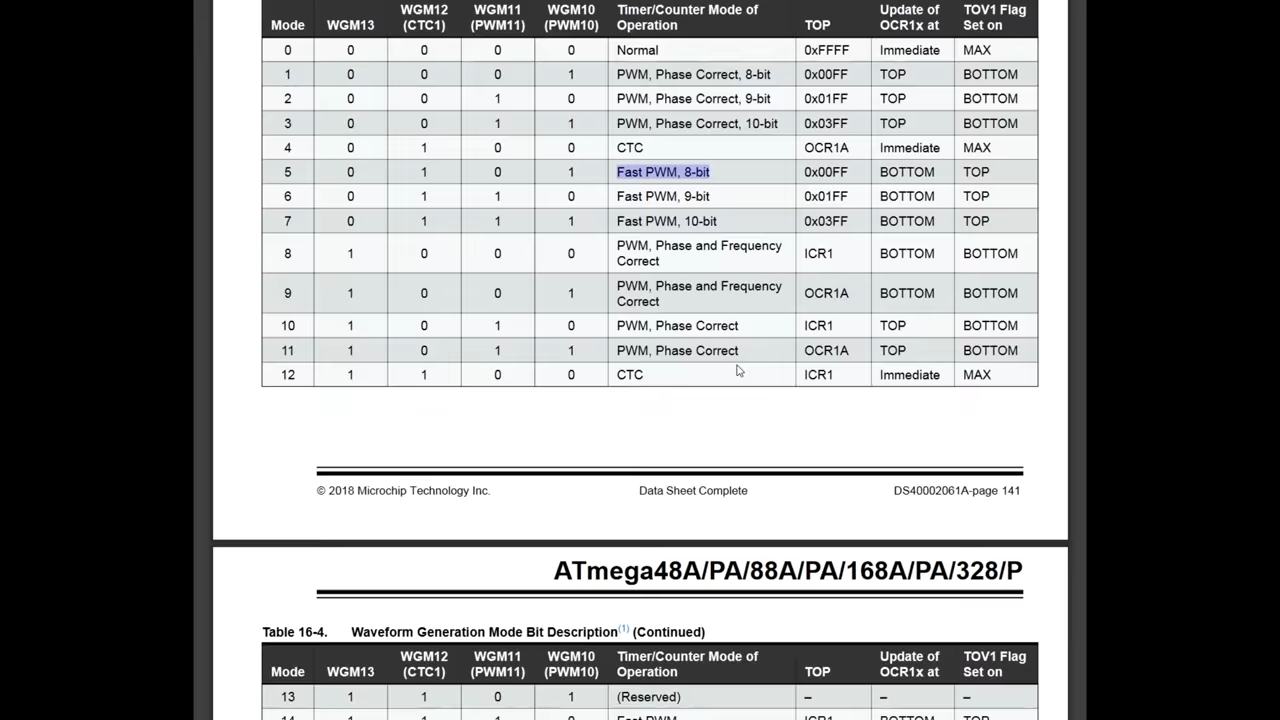 Mode WGM13 WGM12 (CTC1) WGM11 (PWM11) WGM10 (PWM10) Timer/Counter Mode of Operation TOP Update of OCR1x at TOV1 Flag Set on
0 0 0 0 0 Normal 0xFFFF Immediate MAX
1 0 0 0 1 PWM, Phase Correct, 8-bit 0x00FF TOP BOTTOM
2 0 0 1 0 PWM, Phase Correct, 9-bit 0x01FF TOP BOTTOM
3 0 0 1 1 PWM, Phase Correct, 10-bit 0x03FF TOP BOTTOM
4 0 1 0 0 CTC OCR1A Immediate MAX
5 0 1 0 1 Fast PWM, 8-bit 0x00FF BOTTOM TOP
6 0 1 1 0 Fast PWM, 9-bit 0x01FF BOTTOM TOP
7 0 1 1 1 Fast PWM, 10-bit 0x03FF BOTTOM TOP
8 1 0 0 0 PWM, Phase and Frequency Correct ICR1 BOTTOM BOTTOM
9 1 0 0 1 PWM, Phase and Frequency Correct OCR1A BOTTOM BOTTOM
10 1 0 1 0 PWM, Phase Correct ICR1 TOP BOTTOM
11 1 0 1 1 PWM, Phase Correct OCR1A TOP BOTTOM
12 1 1 0 0 CTC ICR1 Immediate MAX
© 2018 Microchip Technology Inc. Data Sheet Complete DS40002061A-page 141
ATmega48A/PA/88A/PA/168A/PA/328/P
Table 16-4. Waveform Generation Mode Bit Description(1) (Continued)
Mode WGM13 WGM12 (CTC1) WGM11 (PWM11) WGM10 (PWM10) Timer/Counter Mode of Operation TOP Update of OCR1x at TOV1 Flag Set on
13 1 1 0 1 (Reserved) – – –
14 1 1 1 0 Fast PWM ICR1 BOTTOM TOP